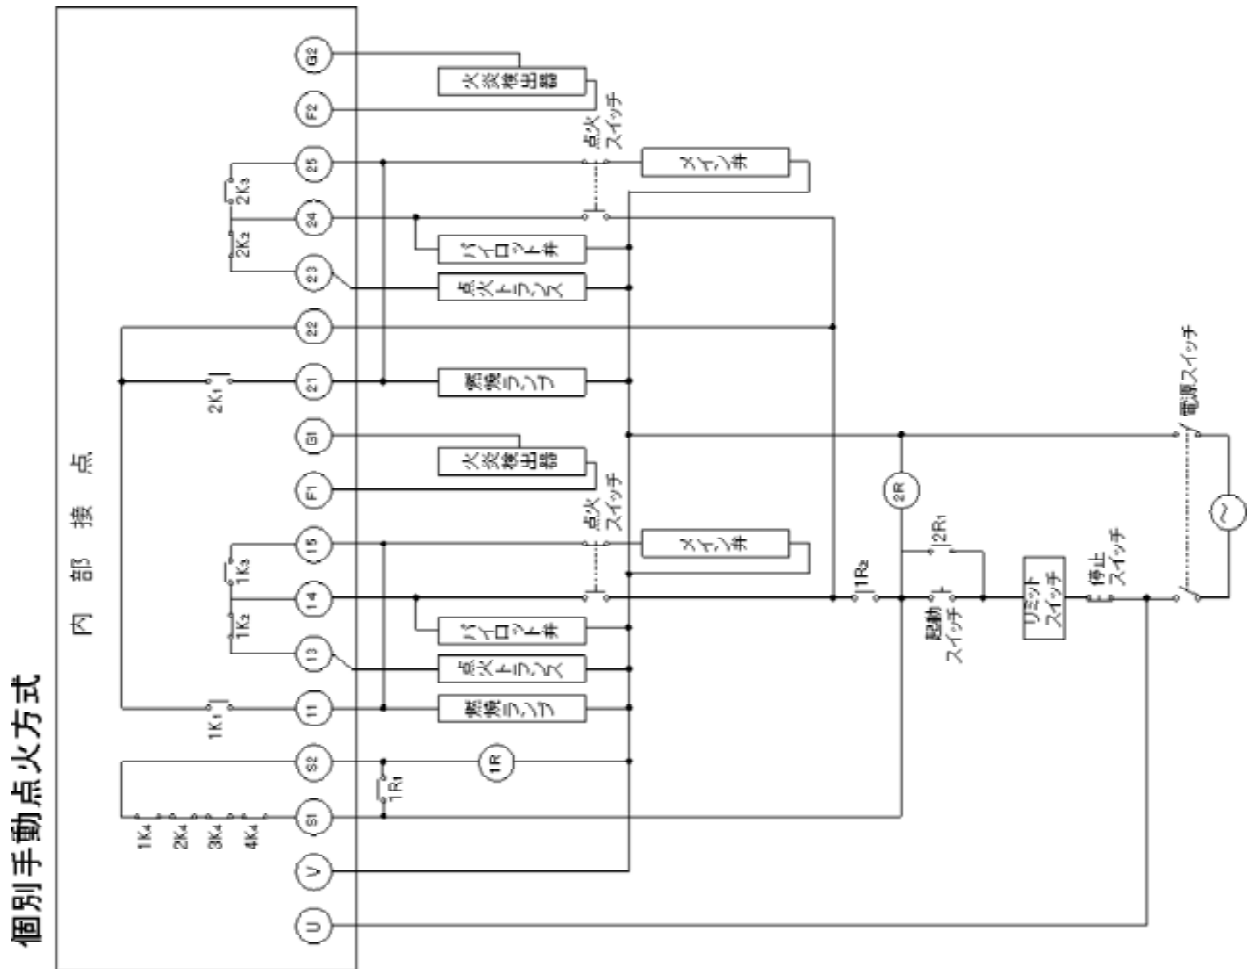 個別手動点火方式
内部接点
1K₄
2K₄
3K₄
4K₄
1K₁
1K₂
1K₃
2K₁
2K₂
2K₃
U
V
S1
S2
11
13
14
15
F1
G1
21
22
23
24
25
F2
G2
1R₁
1R
燃焼ランプ
点火トランス
パイロット弁
火炎検出器
燃焼ランプ
点火トランス
パイロット弁
火炎検出器
点火
スイッチ
点火
スイッチ
メイン弁
メイン弁
1R₂
2R
起動
スイッチ
2R₁
リミット
スイッチ
停止
スイッチ
電源スイッチ